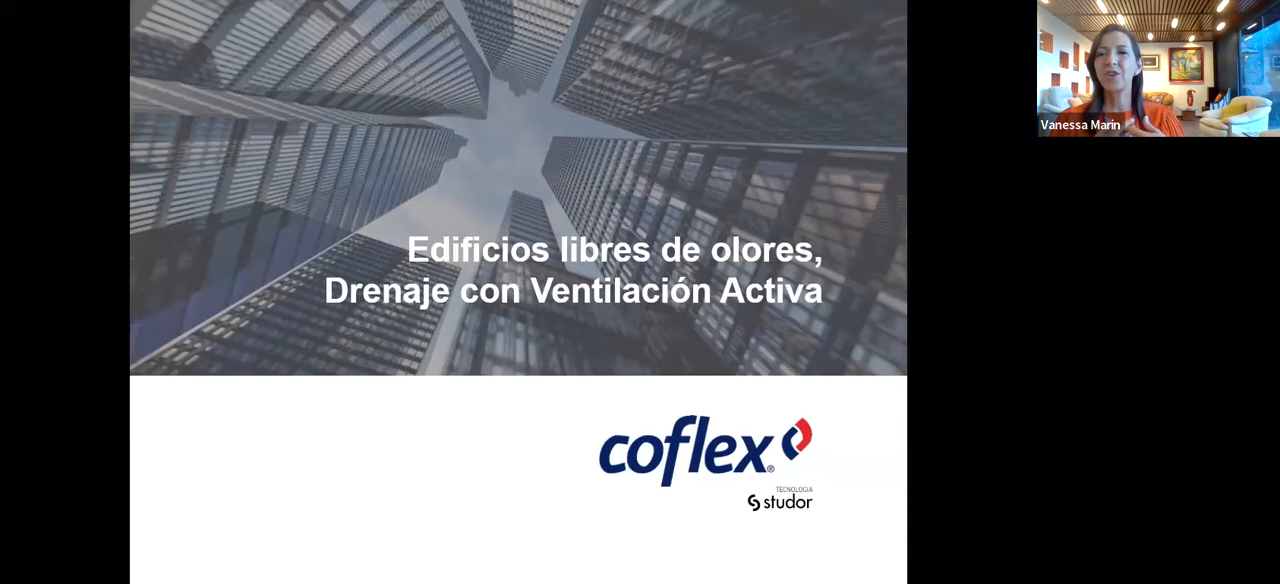 Vanessa Marin
Edificios libres de olores,
Drenaje con Ventilación Activa
coflex®
TECNOLOGIA
studor